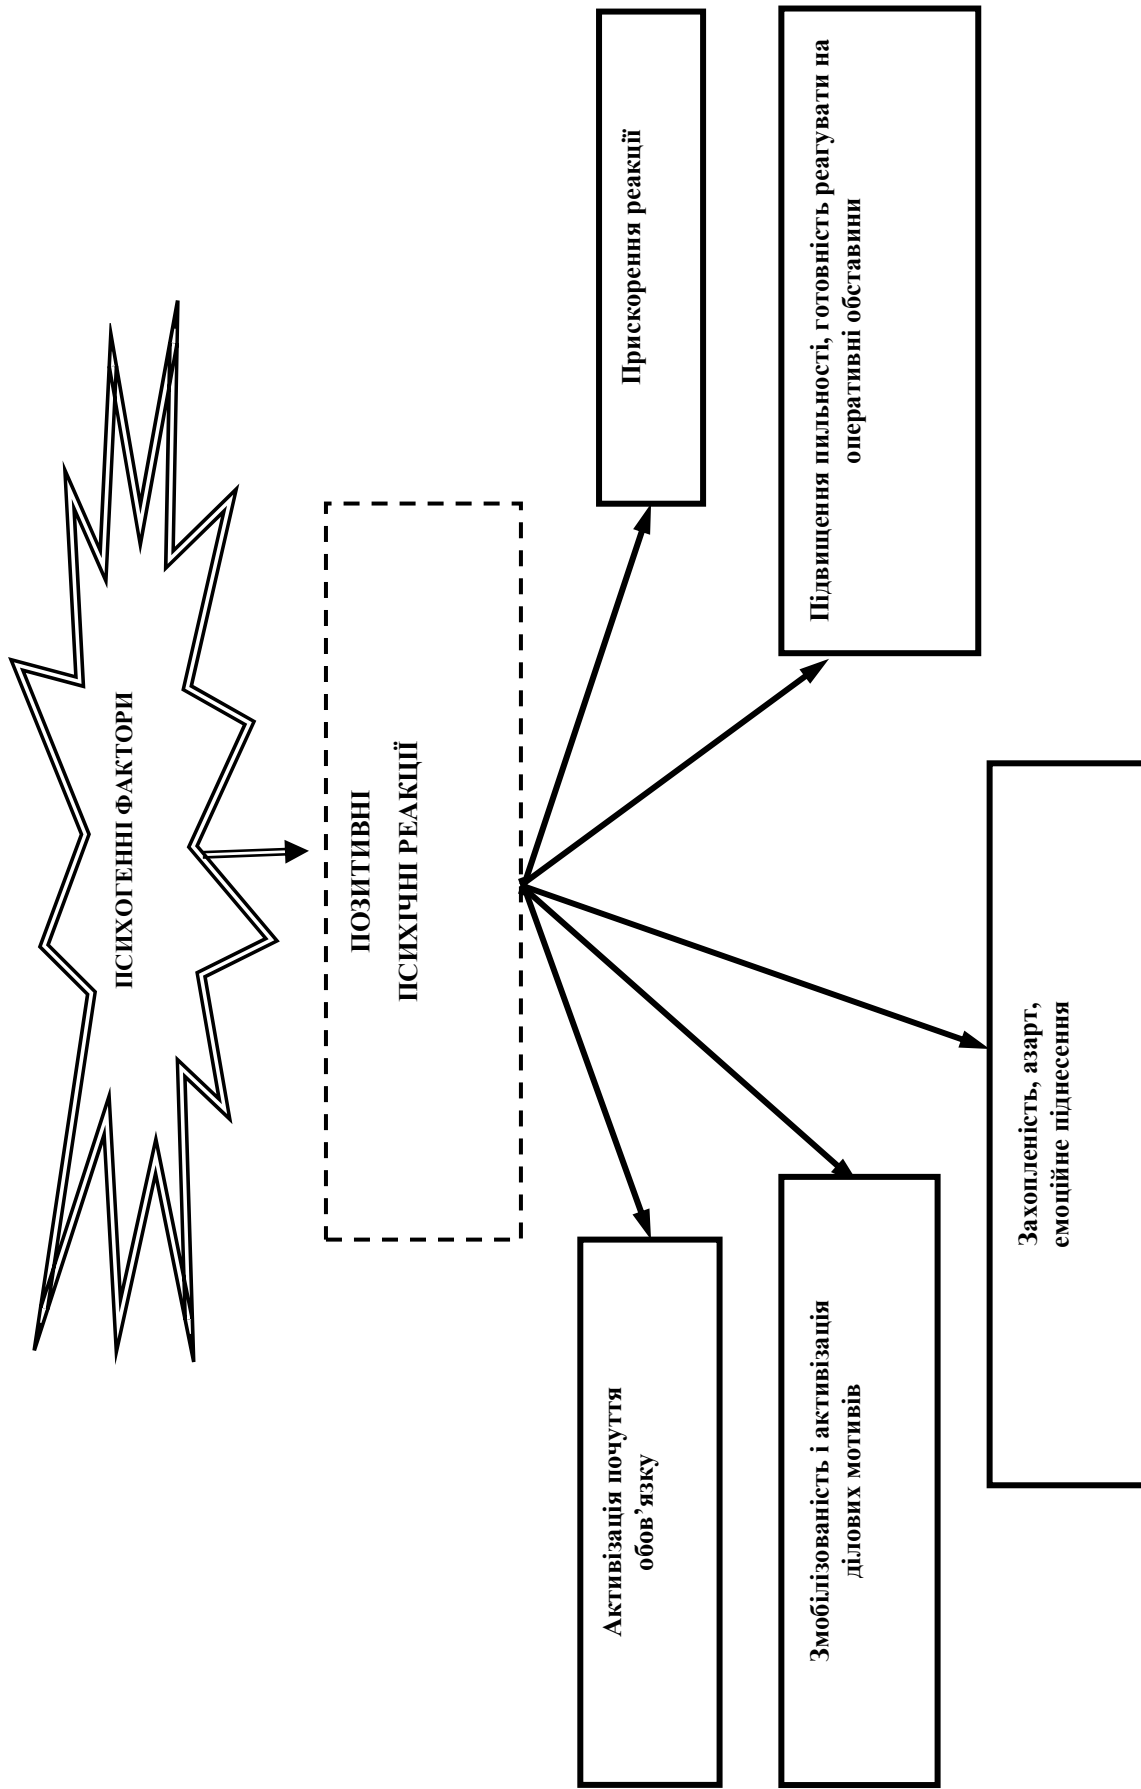 ПСИХОГЕННІ ФАКТОРИ
ПОЗИТИВНІ
ПСИХІЧНІ РЕАКЦІЇ
Активізація почуття
обов’язку
Прискорення реакції
Змобілізованість і активізація
ділових мотивів
Підвищення пильності, готовність реагувати на
оперативні обставини
Захопленість, азарт,
емоційне піднесення